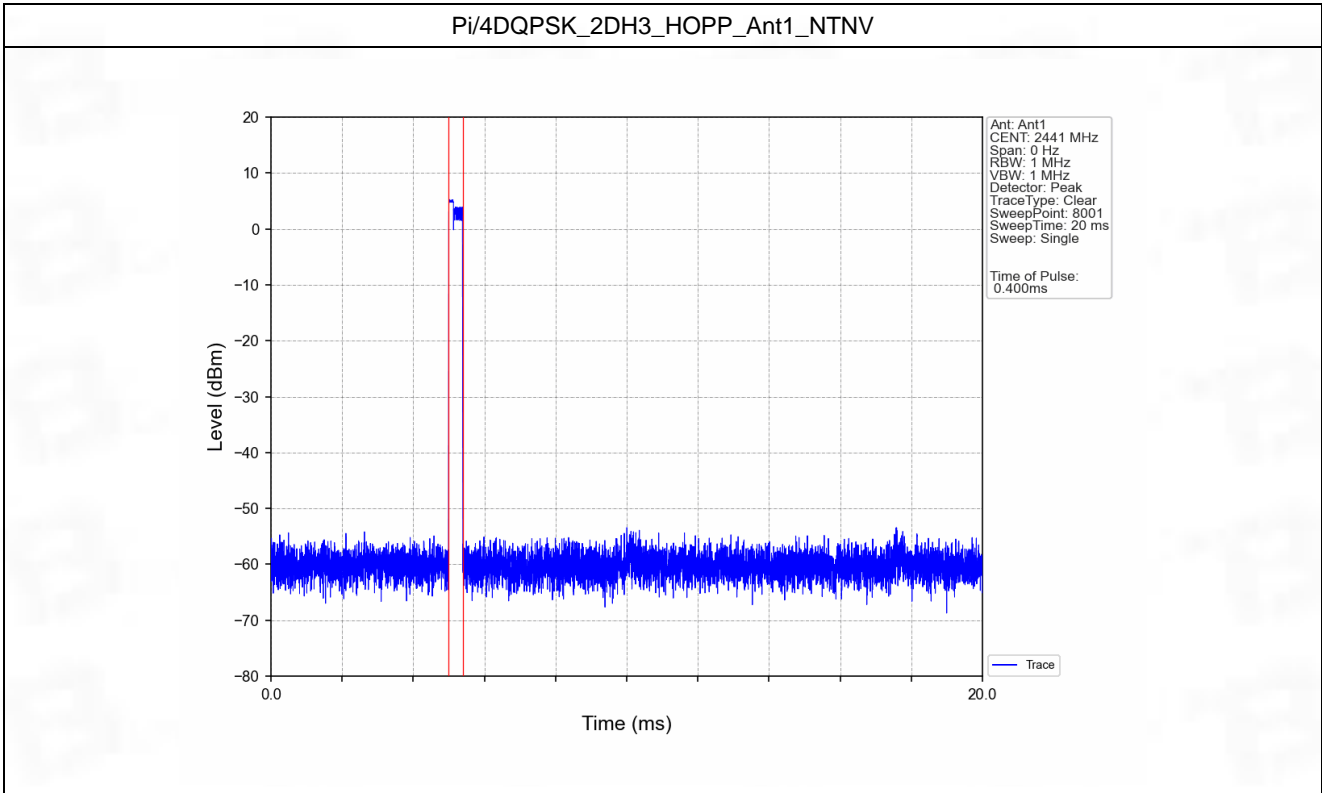 Pi/4DQPSK_2DH3_HOPP_Ant1_NTNV
20
10
0
−10
−20
−30
−40
−50
−60
−70
−80
Level (dBm)
0.0
20.0
Time (ms)
Ant: Ant1
CENT: 2441 MHz
Span: 0 Hz
RBW: 1 MHz
VBW: 1 MHz
Detector: Peak
TraceType: Clear
SweepPoint: 8001
SweepTime: 20 ms
Sweep: Single
Time of Pulse:
0.400ms
Trace